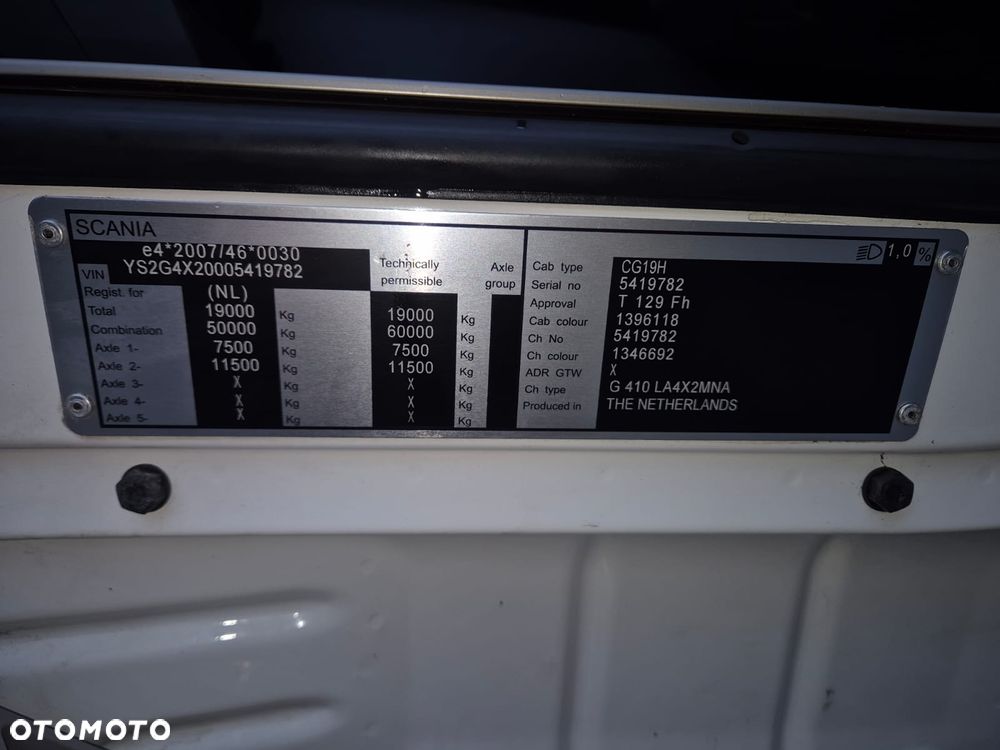 SCANIA
e4*2007/46*0030
VIN YS2G4X20005419782
Technically permissible
Axle group
Regist. for (NL)
Total 19000 Kg 19000 Kg
Combination 50000 Kg 60000 Kg
Axle 1- 7500 Kg 7500 Kg
Axle 2- 11500 Kg 11500 Kg
Axle 3- X Kg X Kg
Axle 4- X Kg X Kg
Axle 5- X Kg X Kg
1,0 %
Cab type CG19H
Serial no 5419782
Approval T 129 Fh
Cab colour 1396118
Ch No 5419782
Ch colour 1346692
ADR GTW X
Ch type G 410 LA4X2MNA
Produced in THE NETHERLANDS
OTOMOTO